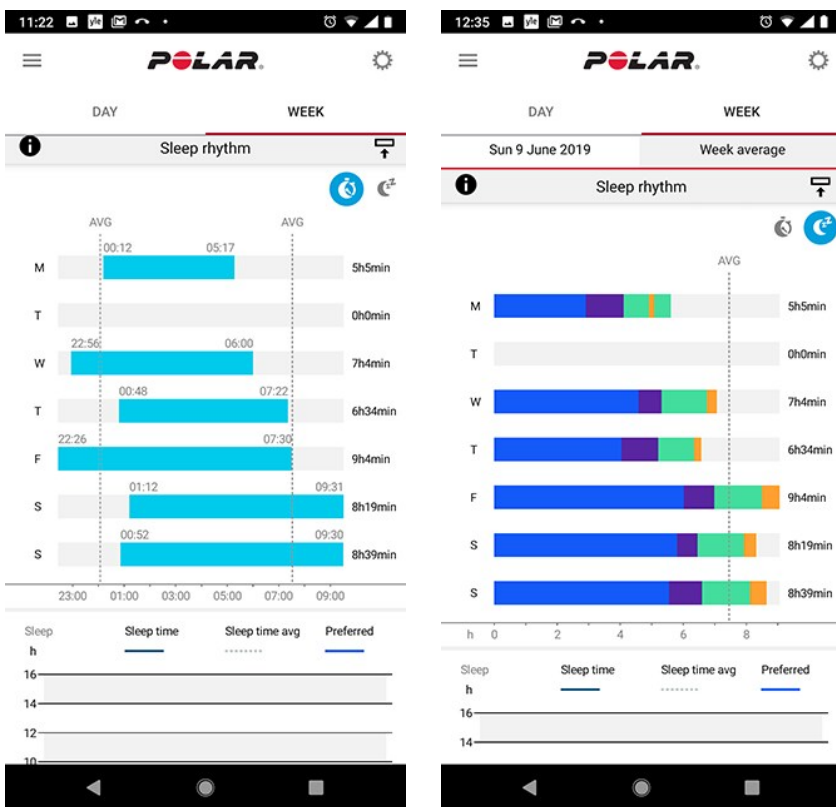 11:22 yle
POLAR.
DAY WEEK
Sleep rhythm
AVG AVG
00:12 05:17
M 5h5min
T 0h0min
22:56 06:00
W 7h4min
00:48 07:22
T 6h34min
22:26 07:30
F 9h4min
01:12 09:31
S 8h19min
00:52 09:30
S 8h39min
23:00 01:00 03:00 05:00 07:00 09:00
Sleep Sleep time Sleep time avg Preferred
h
16
14
12
10
12:35 yle
POLAR.
DAY WEEK
Sun 9 June 2019 Week average
Sleep rhythm
AVG
M 5h5min
T 0h0min
W 7h4min
T 6h34min
F 9h4min
S 8h19min
S 8h39min
h 0 2 4 6 8
Sleep Sleep time Sleep time avg Preferred
h
16
14